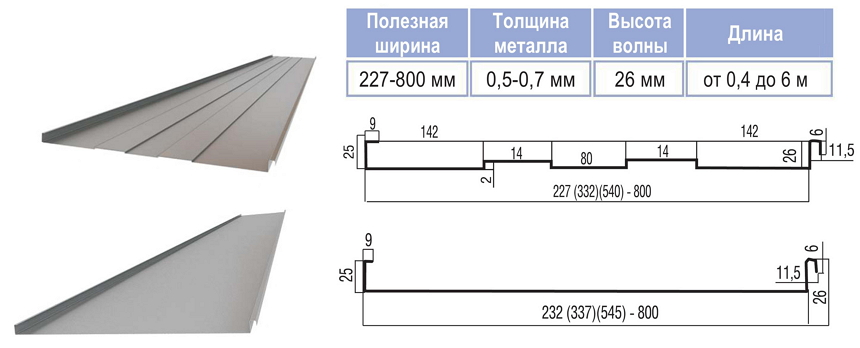 Полезная ширина Толщина металла Высота волны Длина
227-800 мм 0,5-0,7 мм 26 мм от 0,4 до 6 м
9 142 142 6
25 14 80 14 26 11,5
2
227 (332)(540) - 800
9 6
25 11,5 26
232 (337)(545) - 800